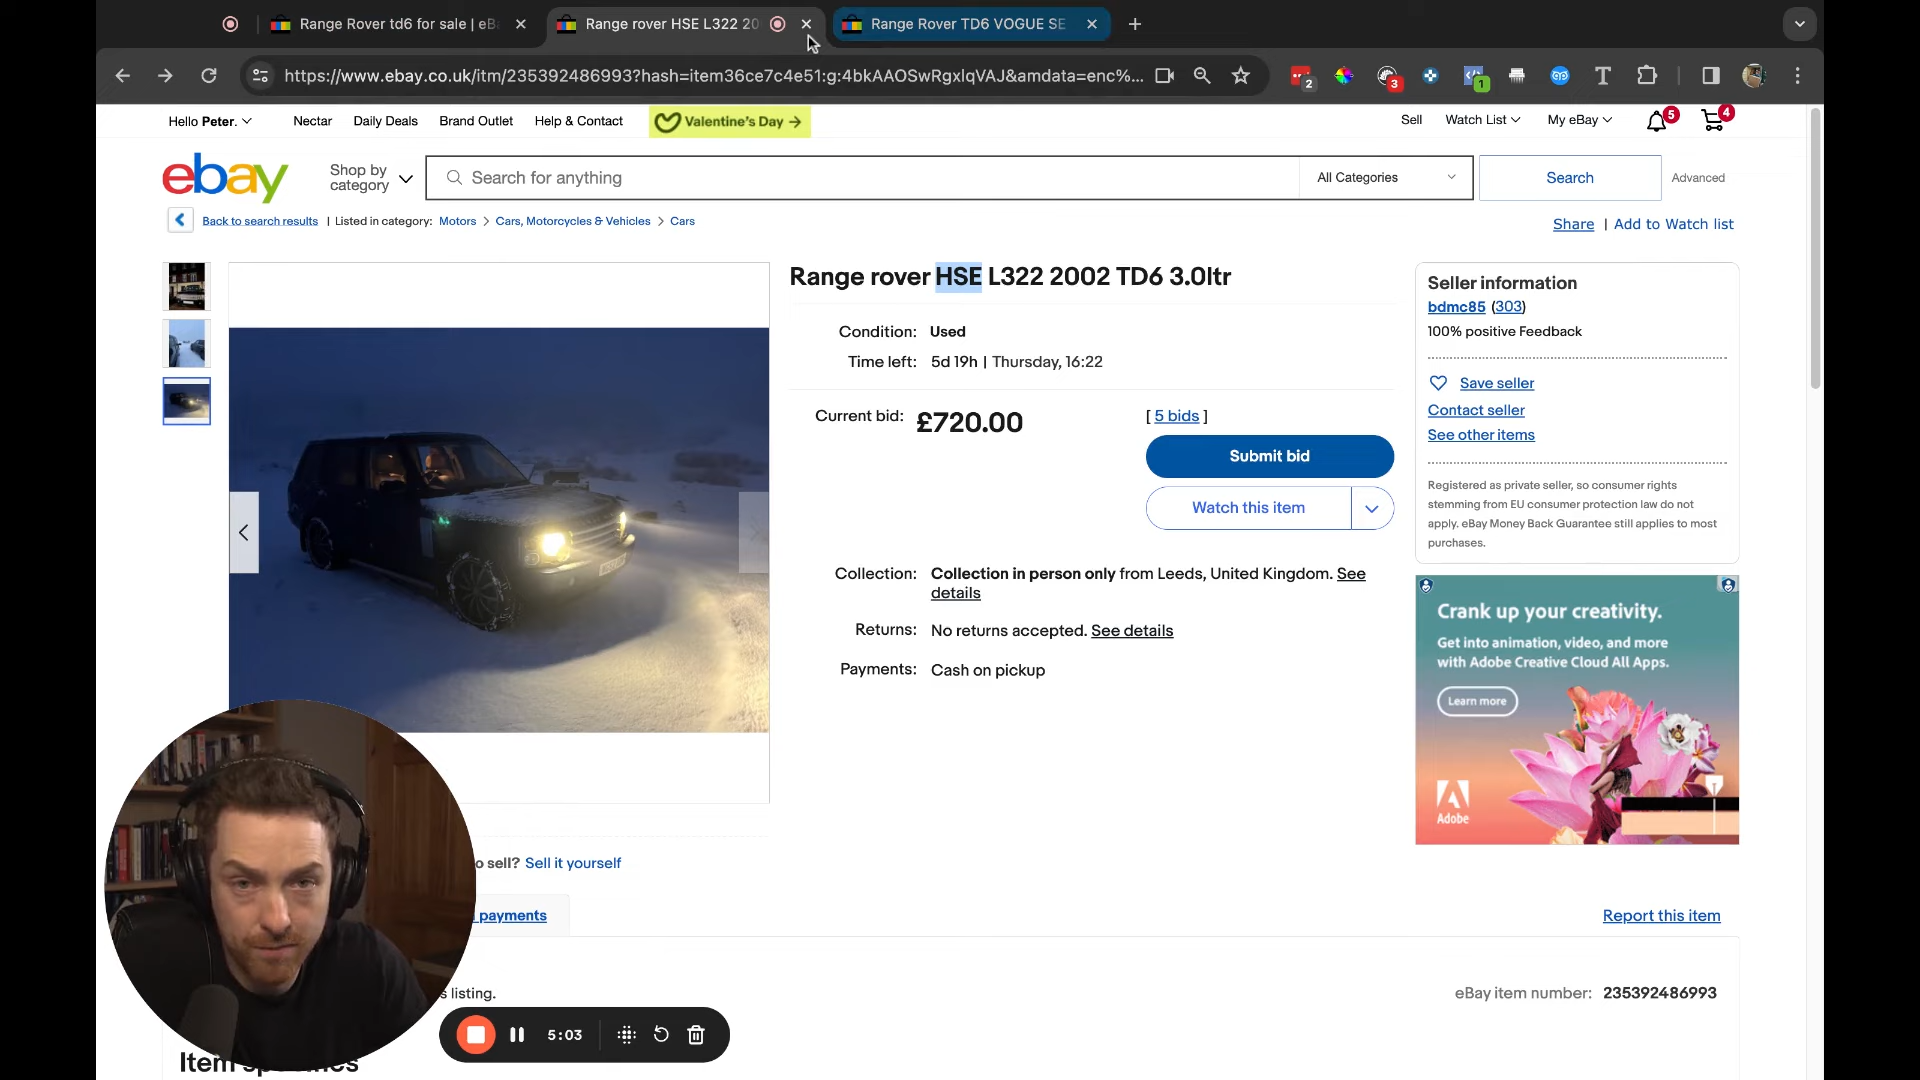 Range Rover td6 for sale | eB
Range rover HSE L322 20
Range Rover TD6 VOGUE SE
https://www.ebay.co.uk/itm/235392486993?hash=item36ce7c4e51:g:4bkAAOSwRgxlqVAJ&amdata=enc%...
2
3
1
Hello Peter.
Nectar
Daily Deals
Brand Outlet
Help & Contact
Valentine's Day →
Sell
Watch List
My eBay
5
4
ebay
Shop by
category
Search for anything
All Categories
Search
Advanced
Back to search results | Listed in category: Motors > Cars, Motorcycles & Vehicles > Cars
Share | Add to Watch list
Range rover HSE L322 2002 TD6 3.0ltr
Condition: Used
Time left: 5d 19h | Thursday, 16:22
Current bid: £720.00
[ 5 bids ]
Submit bid
Watch this item
Collection: Collection in person only from Leeds, United Kingdom. See
details
Returns: No returns accepted. See details
Payments: Cash on pickup
Seller information
bdmc85 (303)
100% positive Feedback
Save seller
Contact seller
See other items
Registered as private seller, so consumer rights
stemming from EU consumer protection law do not
apply. eBay Money Back Guarantee still applies to most
purchases.
Crank up your creativity.
Get into animation, video, and more
with Adobe Creative Cloud All Apps.
Learn more
Adobe
o sell? Sell it yourself
payments
Report this item
s listing.
eBay item number: 235392486993
5:03
Item specifics